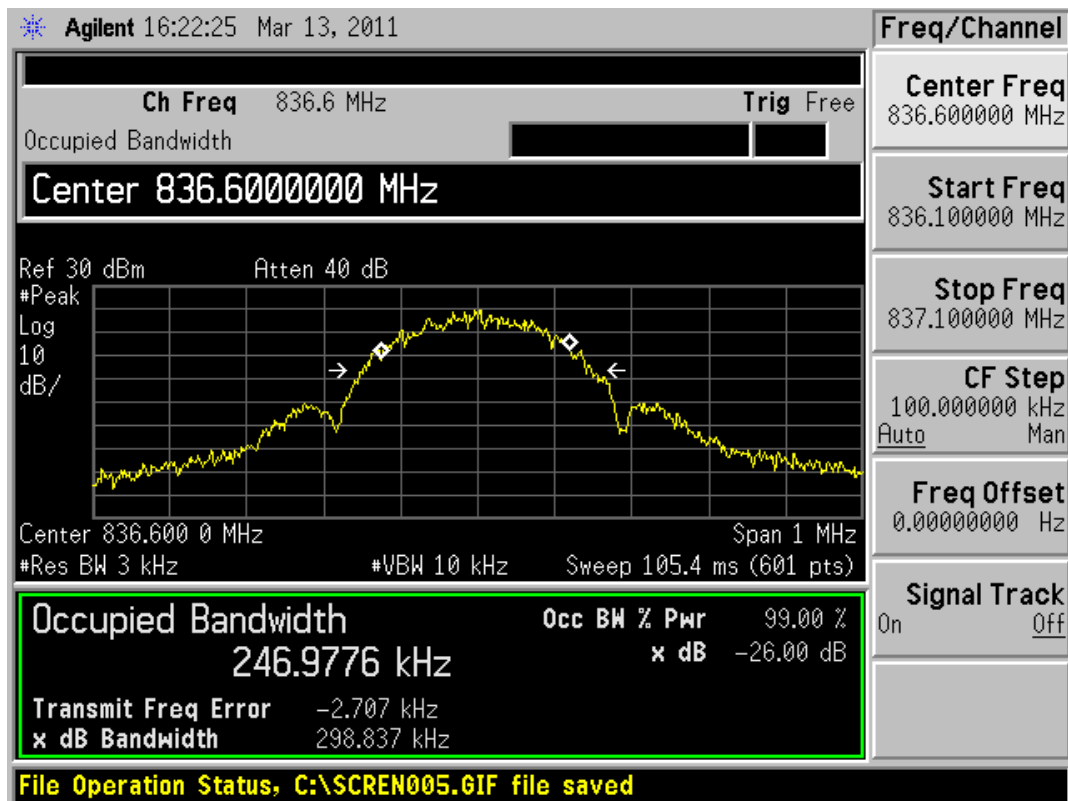 Agilent 16:22:25 Mar 13, 2011
Freq/Channel
Ch Freq 836.6 MHz Trig Free
Occupied Bandwidth
Center 836.6000000 MHz
Ref 30 dBm Atten 40 dB
#Peak
Log
10
dB/
Center 836.600 0 MHz Span 1 MHz
#Res BW 3 kHz #VBW 10 kHz Sweep 105.4 ms (601 pts)
Occupied Bandwidth Occ BW % Pwr 99.00 %
246.9776 kHz x dB -26.00 dB
Transmit Freq Error -2.707 kHz
x dB Bandwidth 298.837 kHz
Center Freq
836.600000 MHz
Start Freq
836.100000 MHz
Stop Freq
837.100000 MHz
CF Step
100.000000 kHz
Auto Man
Freq Offset
0.00000000 Hz
Signal Track
On Off
File Operation Status, C:\SCREN005.GIF file saved